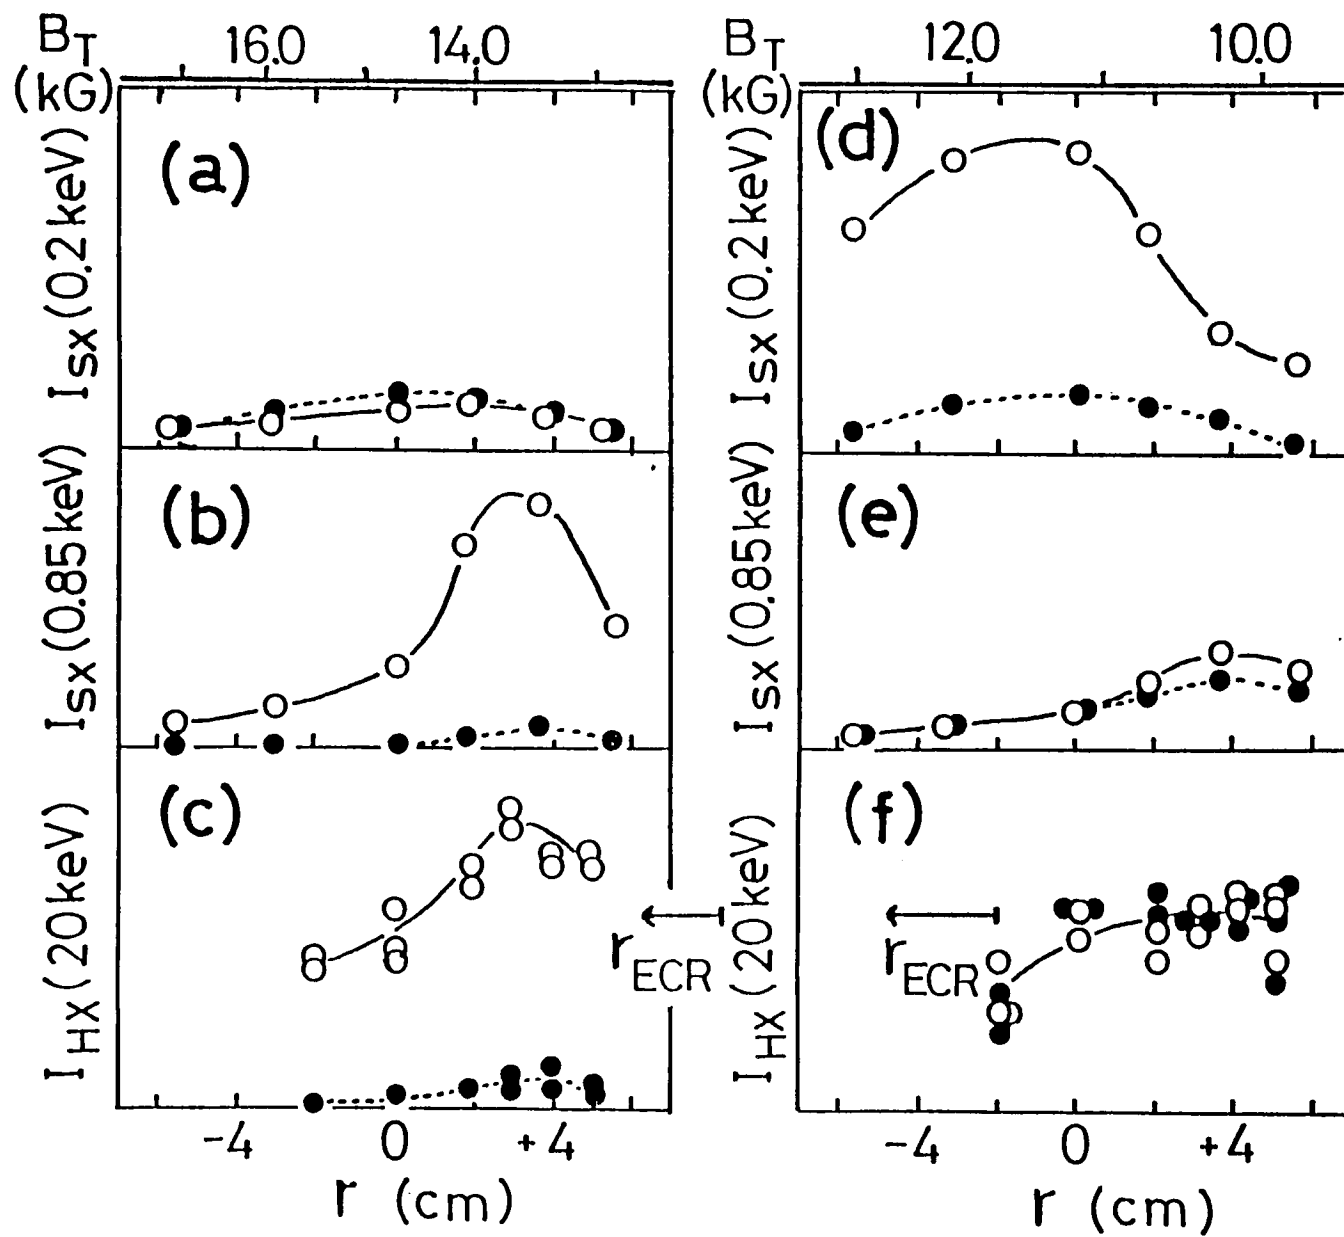 B_T (kG) 16.0 14.0
I_SX (0.2 keV)
(a)
I_SX (0.85 keV)
(b)
I_HX (20 keV)
(c)
r_ECR
-4 0 +4
r (cm)
B_T (kG) 12.0 10.0
I_SX (0.2 keV)
(d)
I_SX (0.85 keV)
(e)
I_HX (20 keV)
(f)
r_ECR
-4 0 +4
r (cm)